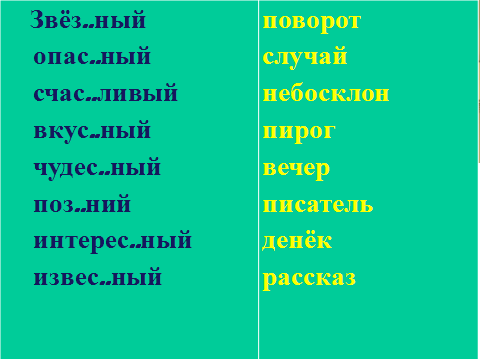 Звёз..ный поворот
опас..ный случай
счас...ливый небосклон
вкус..ный пирог
чудес..ный вечер
поз..ний писатель
интерес..ный денёк
извес..ный рассказ